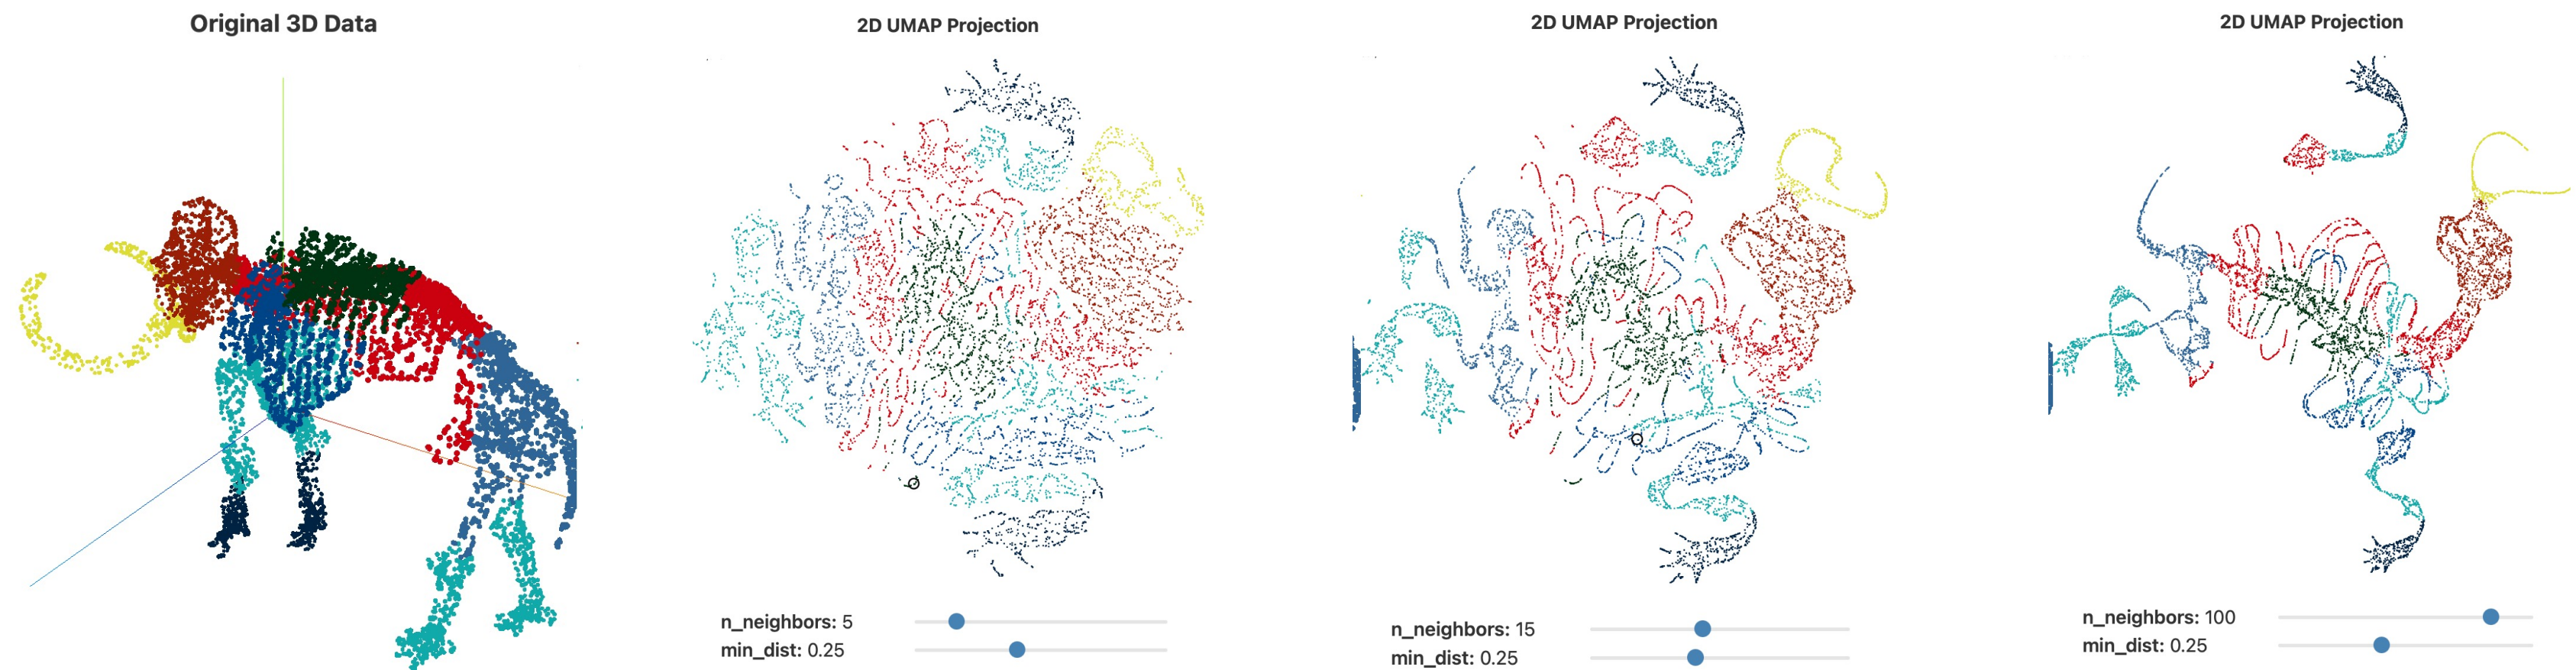 Original 3D Data
2D UMAP Projection
n_neighbors: 5
min_dist: 0.25
2D UMAP Projection
n_neighbors: 15
min_dist: 0.25
2D UMAP Projection
n_neighbors: 100
min_dist: 0.25